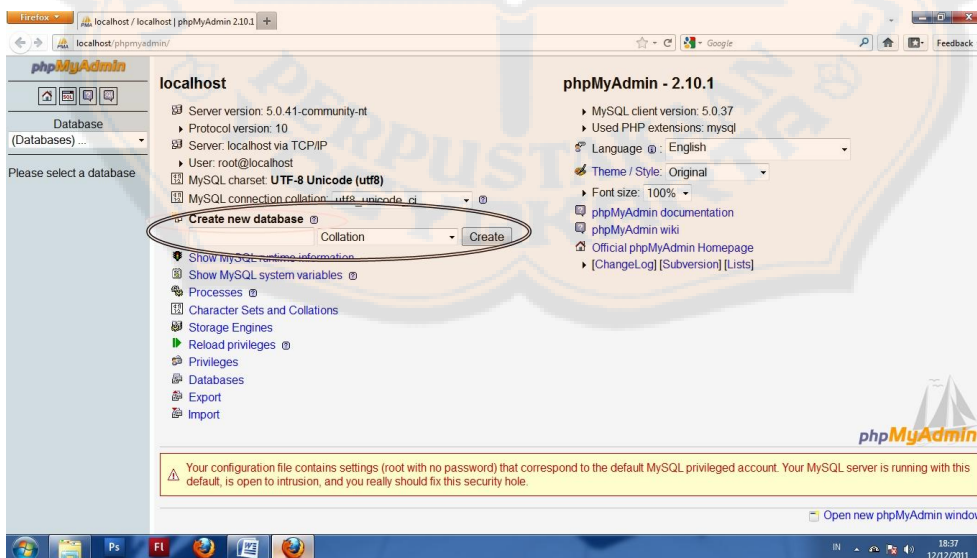 Firefox
localhost / localhost | phpMyAdmin 2.10.1
localhost/phpmyadmin/
Google
Feedback
phpMyAdmin
Database
(Databases) ...
Please select a database
localhost
Server version: 5.0.41-community-nt
Protocol version: 10
Server: localhost via TCP/IP
User: root@localhost
MySQL charset: UTF-8 Unicode (utf8)
MySQL connection collation: utf8_unicode_ci
Create new database
Collation
Create
Show MySQL runtime information
Show MySQL system variables
Processes
Character Sets and Collations
Storage Engines
Reload privileges
Privileges
Databases
Export
Import
phpMyAdmin - 2.10.1
MySQL client version: 5.0.37
Used PHP extensions: mysql
Language : English
Theme / Style: Original
Font size: 100%
phpMyAdmin documentation
phpMyAdmin wiki
Official phpMyAdmin Homepage
[ChangeLog] [Subversion] [Lists]
phpMyAdmin
Your configuration file contains settings (root with no password) that correspond to the default MySQL privileged account. Your MySQL server is running with this
default, is open to intrusion, and you really should fix this security hole.
Open new phpMyAdmin window
Ps
FL
IN
18:37
12/12/2011